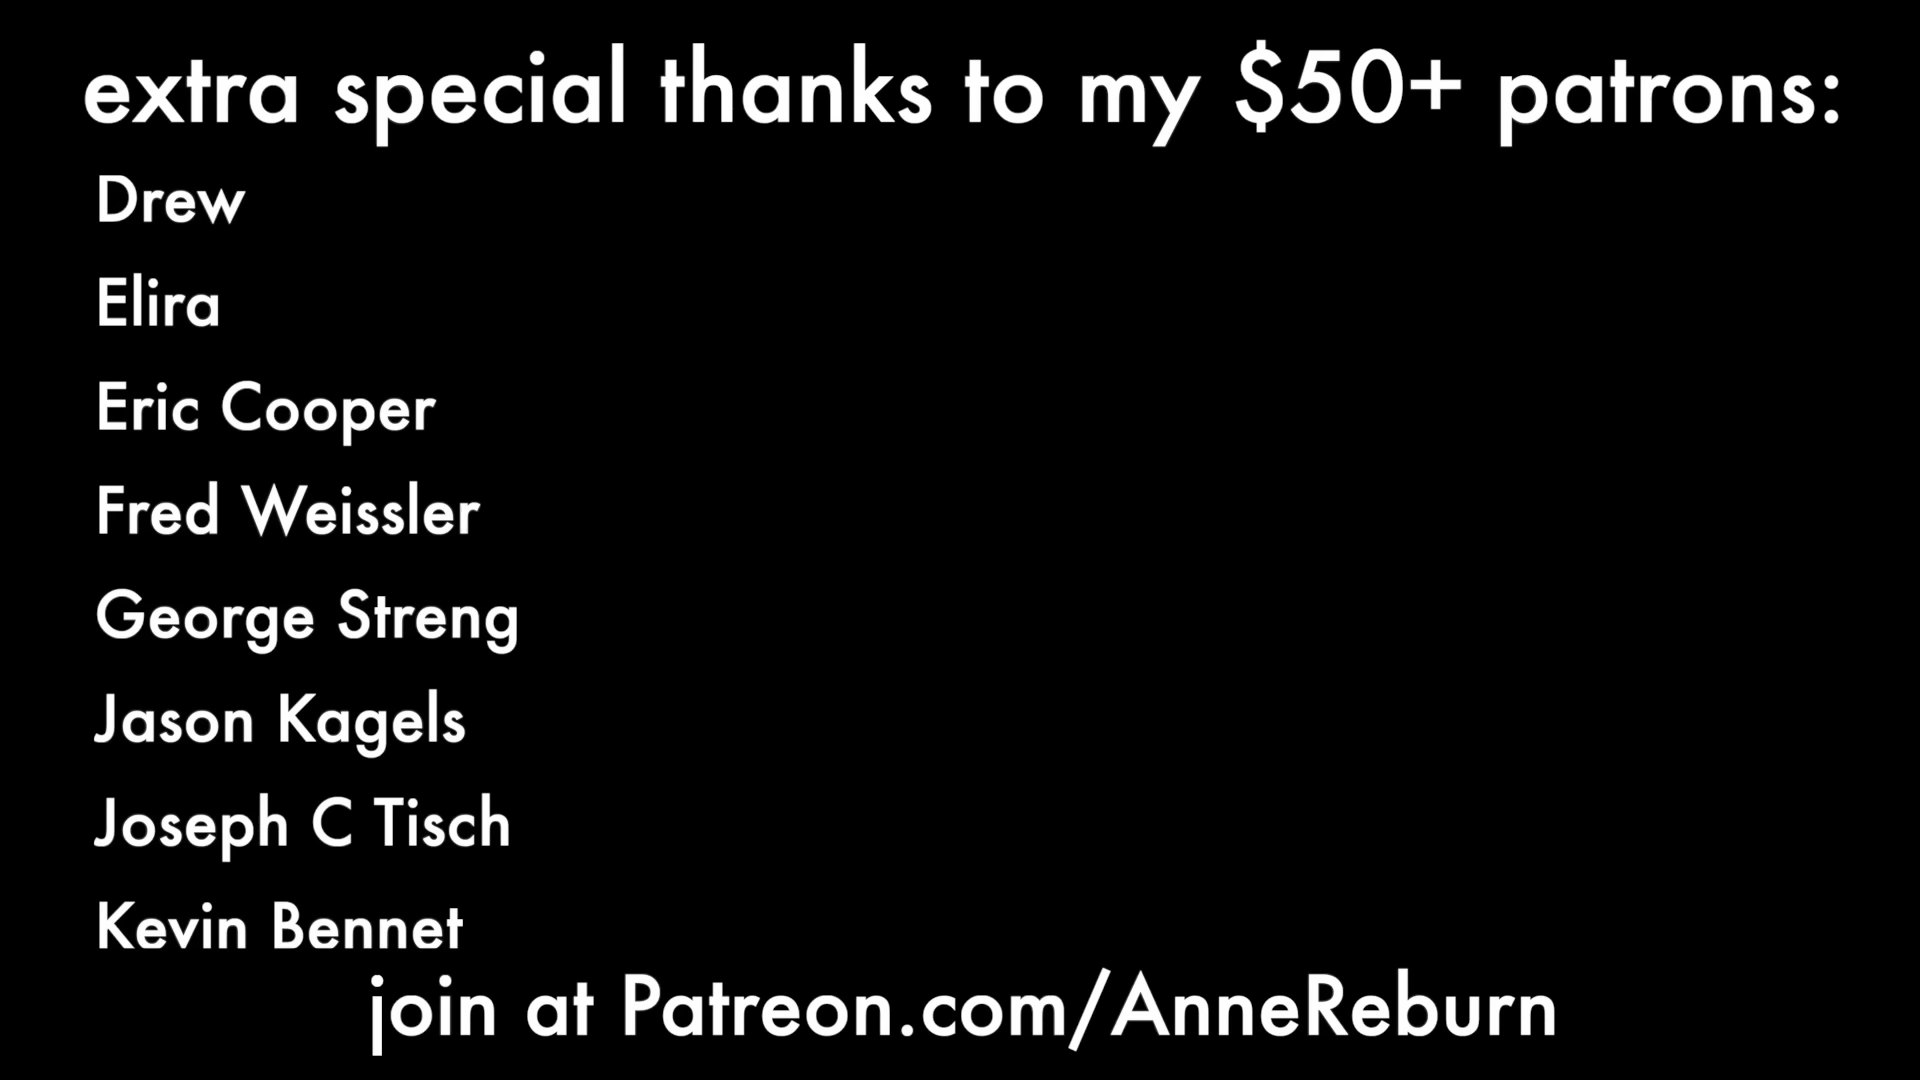 extra special thanks to my $50+ patrons:
Drew
Elira
Eric Cooper
Fred Weissler
George Streng
Jason Kagels
Joseph C Tisch
Kevin Bennet
join at Patreon.com/AnneReburn